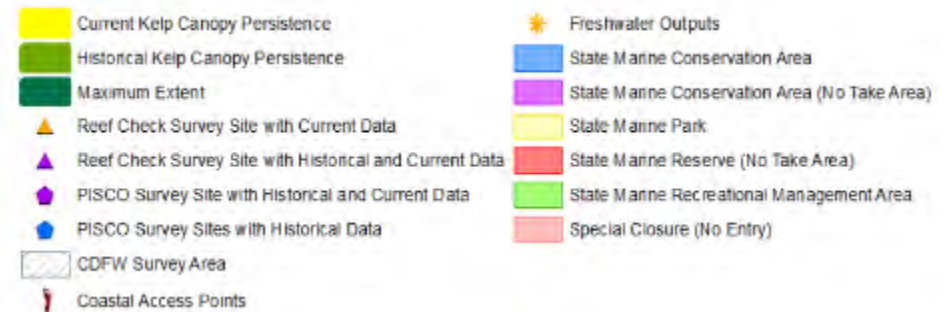 Current Kelp Canopy Persistence
Historical Kelp Canopy Persistence
Maximum Extent
Reef Check Survey Site with Current Data
Reef Check Survey Site with Historical and Current Data
PISCO Survey Site with Historical and Current Data
PISCO Survey Sites with Historical Data
CDFW Survey Area
Coastal Access Points
Freshwater Outputs
State Marine Conservation Area
State Marine Conservation Area (No Take Area)
State Marine Park
State Marine Reserve (No Take Area)
State Marine Recreational Management Area
Special Closure (No Entry)